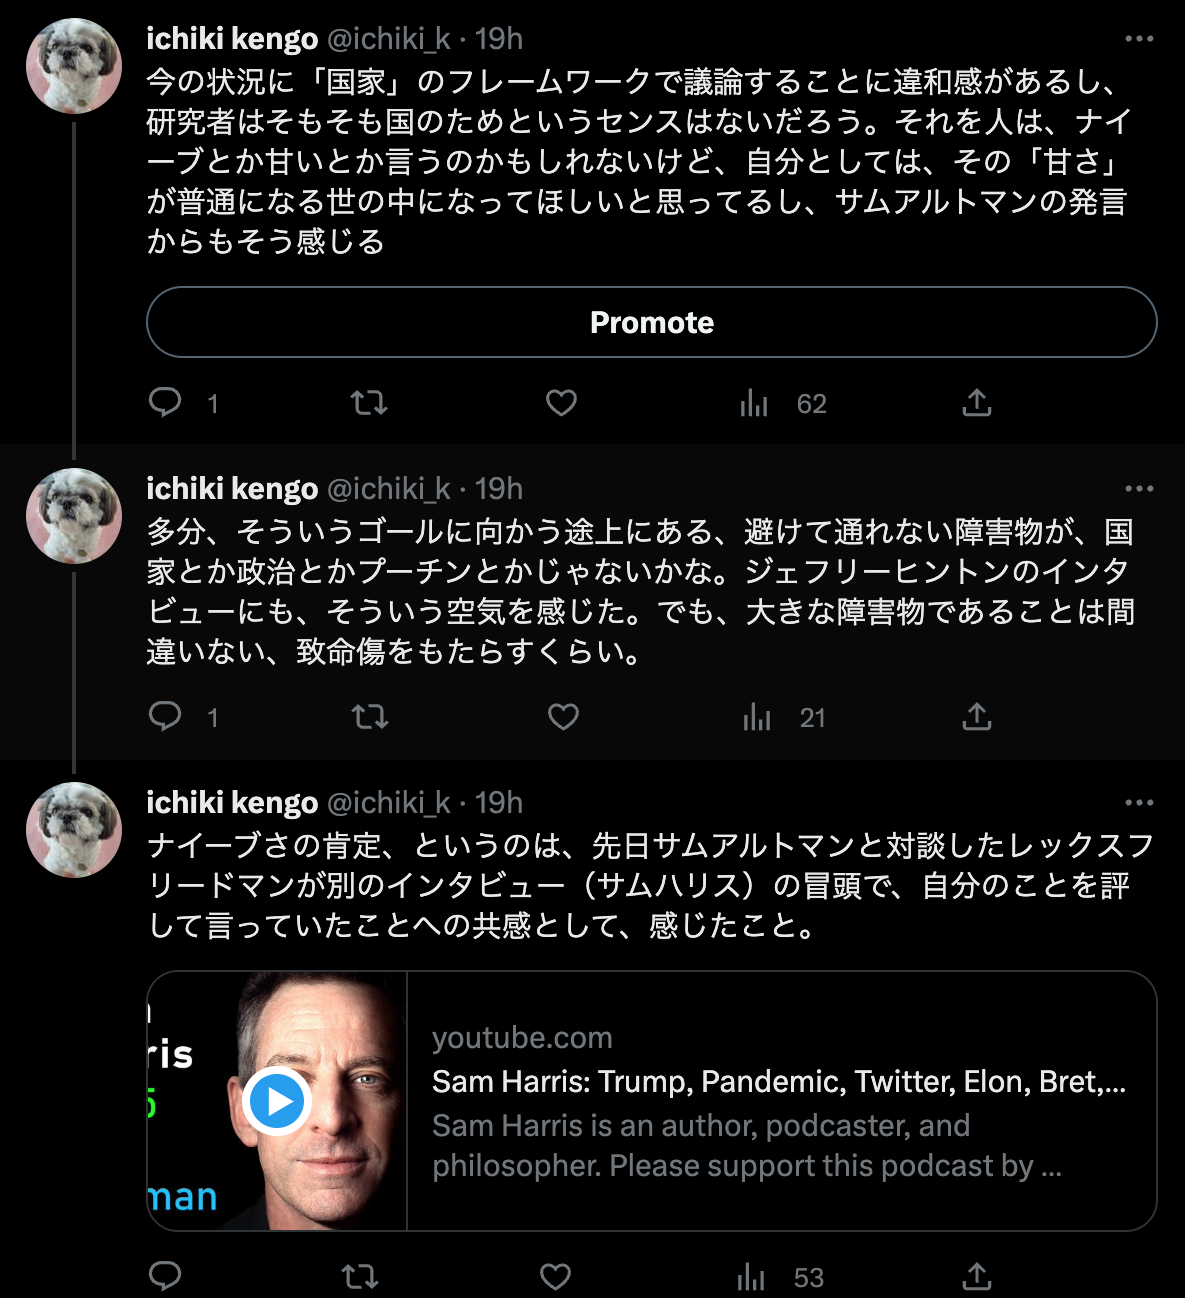 ichiki kengo @ichiki_k · 19h
今の状況に「国家」のフレームワークで議論することに違和感があるし、
研究者はそもそも国のためというセンスはないだろう。それを人は、ナイ
ーブとか甘いとか言うのかもしれないけど、自分としては、その「甘さ」
が普通になる世の中になってほしいと思ってるし、サムアルトマンの発言
からもそう感じる
Promote
1 62
ichiki kengo @ichiki_k · 19h
多分、そういうゴールに向かう途上にある、避けて通れない障害物が、国
家とか政治とかプーチンとかじゃないかな。ジェフリーヒントンのインタ
ビューにも、そういう空気を感じた。でも、大きな障害物であることは間
違いない、致命傷をもたらすくらい。
1 21
ichiki kengo @ichiki_k · 19h
ナイーブさの肯定、というのは、先日サムアルトマンと対談したレックスフ
リードマンが別のインタビュー（サムハリス）の冒頭で、自分のことを評
して言っていたことへの共感として、感じたこと。
ris
man
youtube.com
Sam Harris: Trump, Pandemic, Twitter, Elon, Bret,...
Sam Harris is an author, podcaster, and
philosopher. Please support this podcast by ...
53